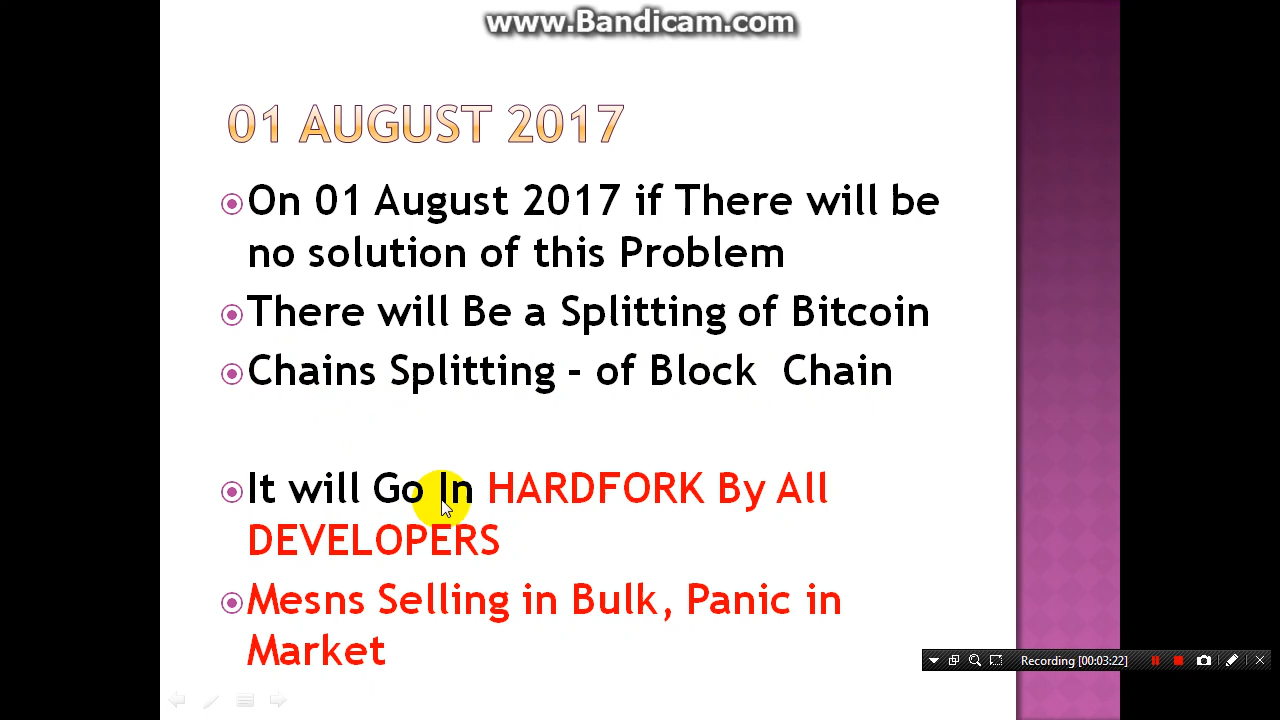 www.Bandicam.com
01 AUGUST 2017
On 01 August 2017 if There will be
no solution of this Problem
There will Be a Splitting of Bitcoin
Chains Splitting - of Block  Chain
It will Go In HARDFORK By All
DEVELOPERS
Mesns Selling in Bulk, Panic in
Market
Recording [00:03:22]